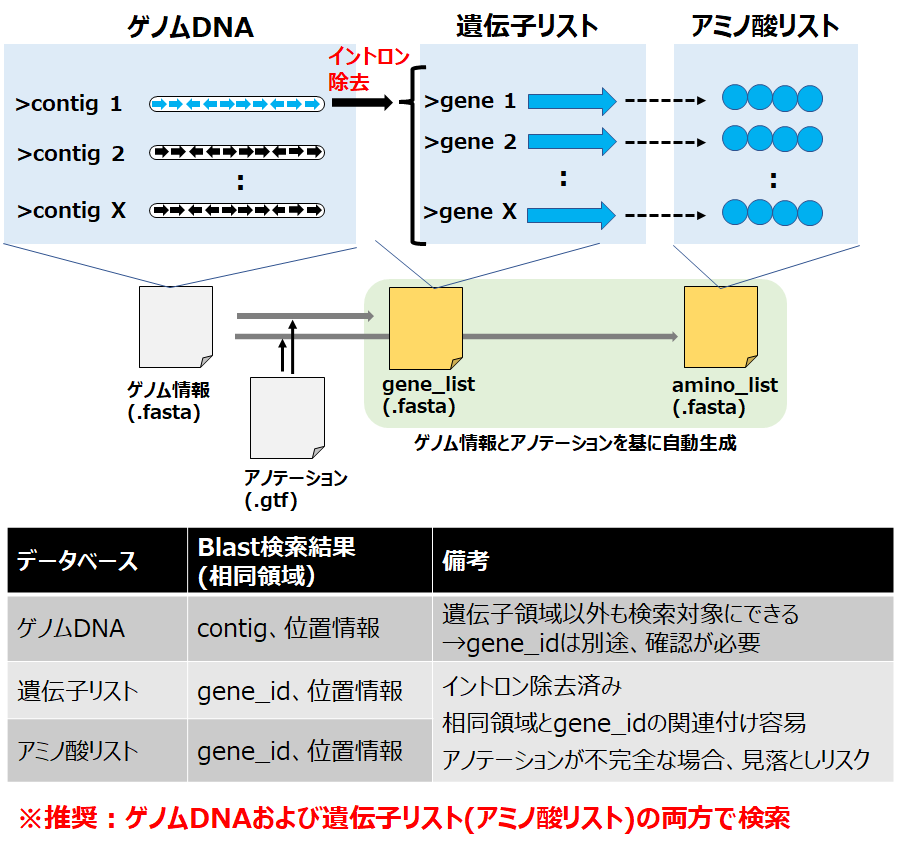 ゲノムDNA
遺伝子リスト
アミノ酸リスト
イントロン
除去
>contig 1
>contig 2
:
>contig X
>gene 1
>gene 2
:
>gene X
:
ゲノム情報
(.fasta)
gene_list
(.fasta)
amino_list
(.fasta)
ゲノム情報とアノテーションを基に自動生成
アノテーション
(.gtf)
データベース
Blast検索結果
(相同領域)
備考
ゲノムDNA
contig、位置情報
遺伝子領域以外も検索対象にできる
→gene_idは別途、確認が必要
遺伝子リスト
gene_id、位置情報
イントロン除去済み
相同領域とgene_idの関連付け容易
アノテーションが不完全な場合、見落としリスク
アミノ酸リスト
gene_id、位置情報
※推奨：ゲノムDNAおよび遺伝子リスト(アミノ酸リスト)の両方で検索